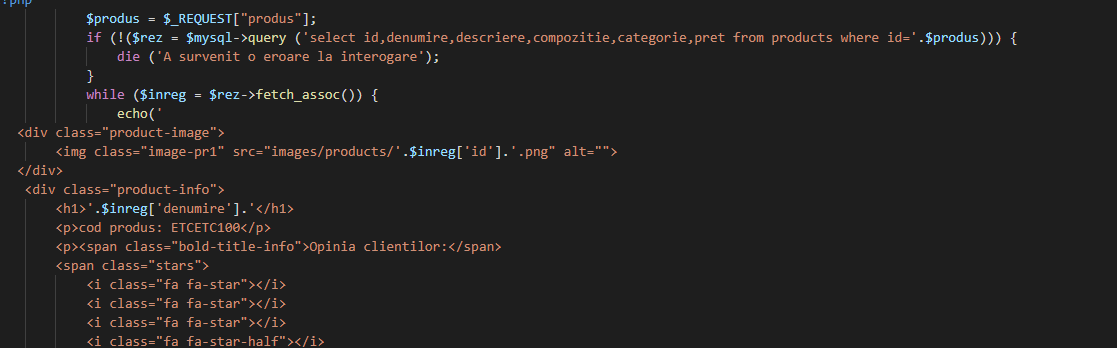 ?php
$produs = $_REQUEST["produs"];
if (!($rez = $mysql->query ('select id,denumire,descriere,compozitie,categorie,pret from products where id='.$produs))) {
die ('A survenit o eroare la interogare');
}
while ($inreg = $rez->fetch_assoc()) {
echo('
<div class="product-image">
<img class="image-pr1" src="images/products/'.$inreg['id'].'.png" alt="">
</div>
<div class="product-info">
<h1>'.$inreg['denumire'].'</h1>
<p>cod produs: ETCETC100</p>
<p><span class="bold-title-info">Opinia clientilor:</span>
<span class="stars">
<i class="fa fa-star"></i>
<i class="fa fa-star"></i>
<i class="fa fa-star"></i>
<i class="fa fa-star-half"></i>